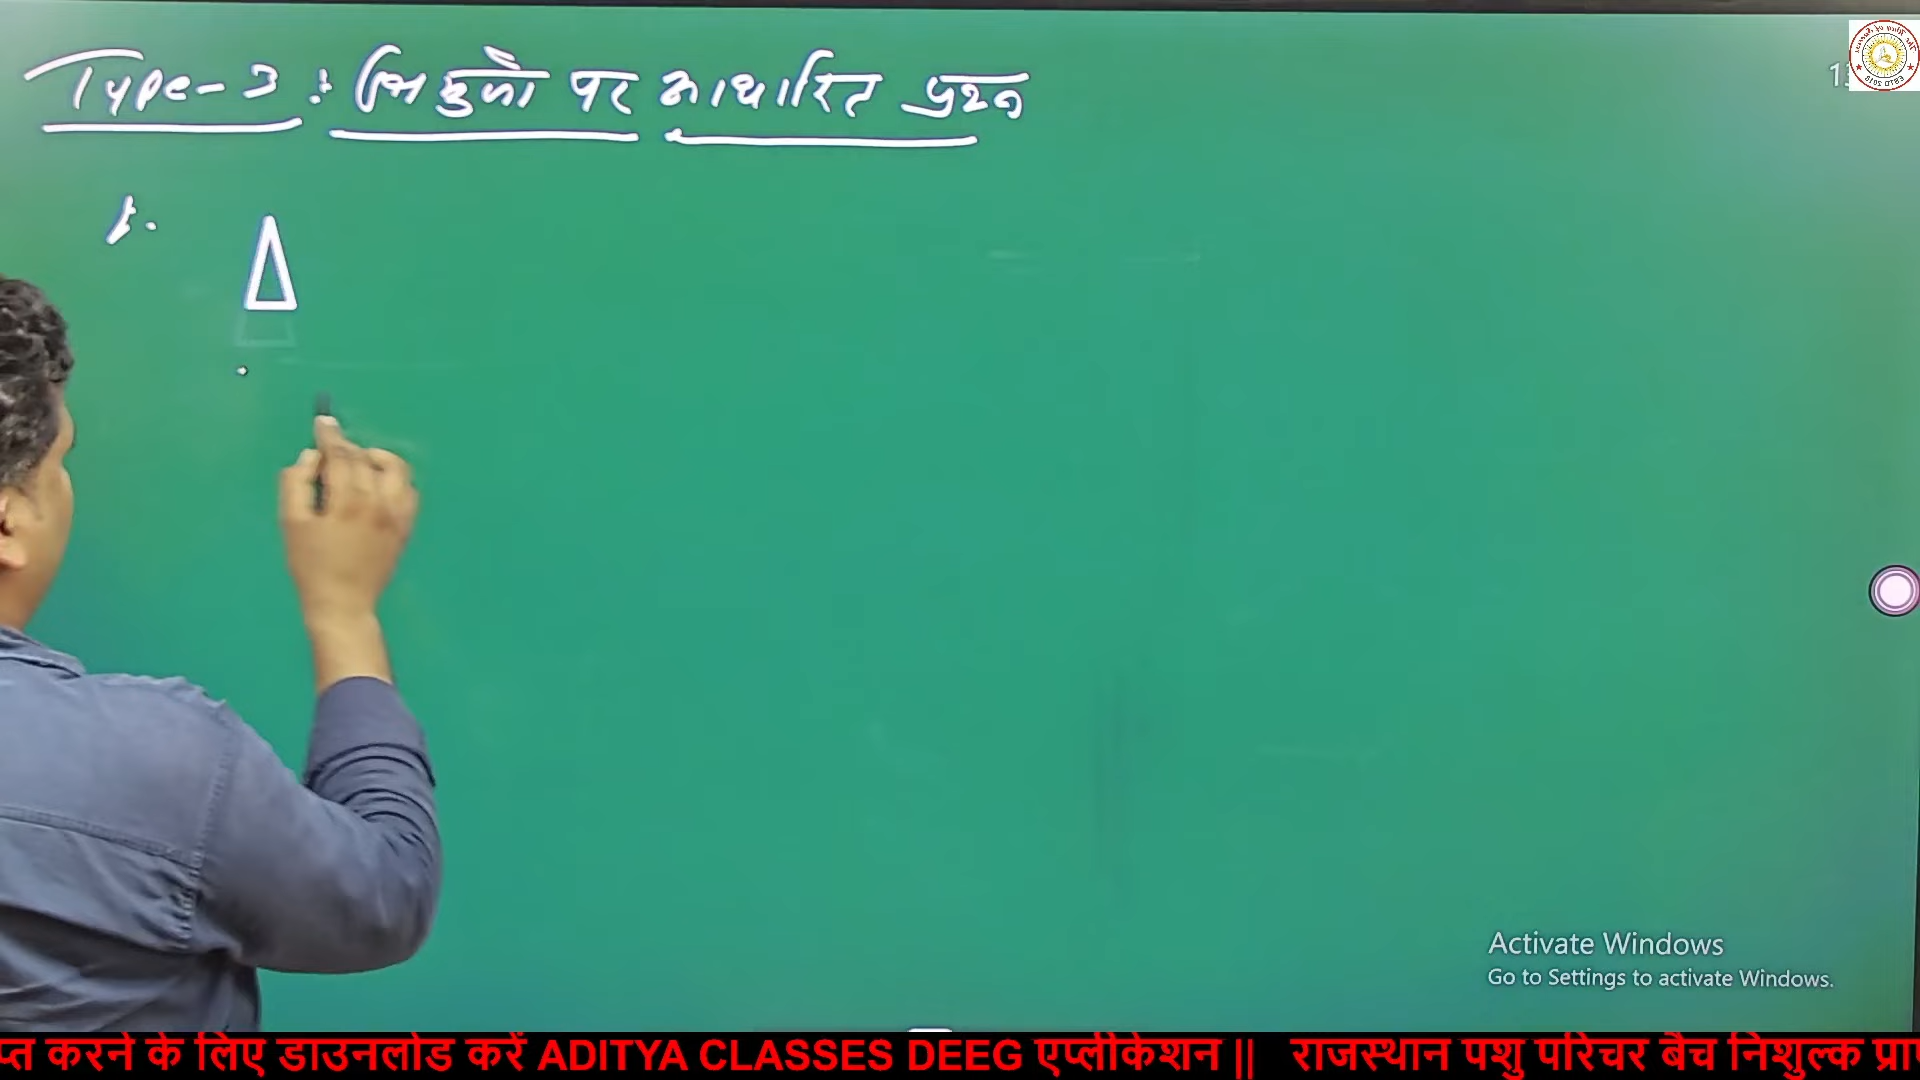 Type-3 : त्रिभुजों पर आधारित प्रश्न
1.
Activate Windows
Go to Settings to activate Windows.
प्त करने के लिए डाउनलोड करें ADITYA CLASSES DEEG एप्लीकेशन || राजस्थान पशु परिचर बैच निशुल्क प्रा